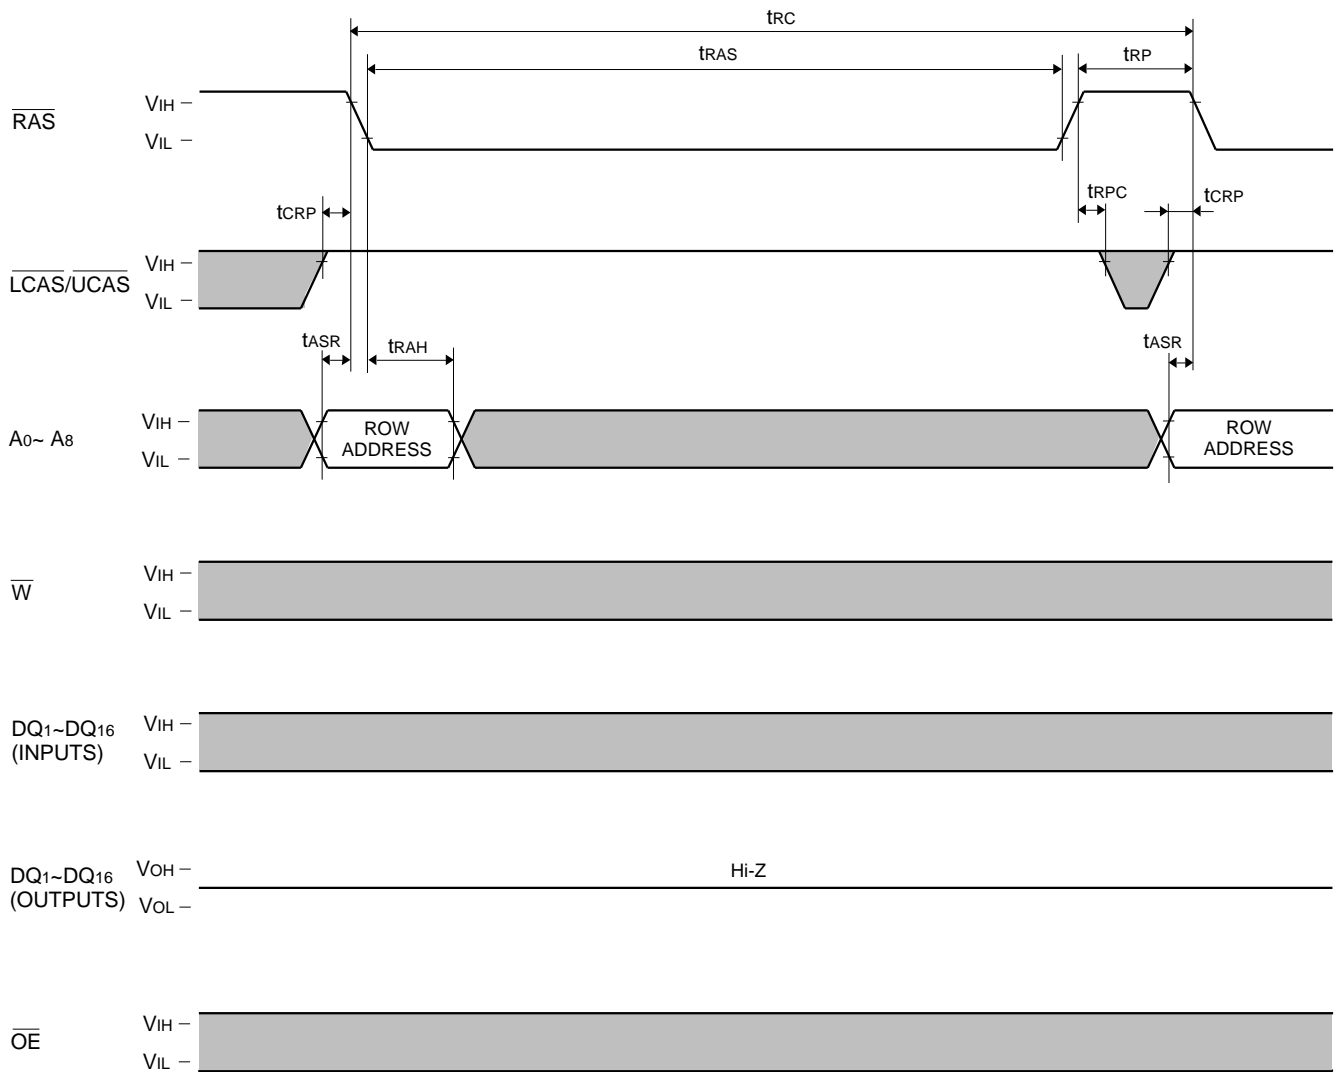 tRC
tRAS
tRP
RAS
VIH
VIL
tCRP
tRPC
tCRP
LCAS/UCAS
VIH
VIL
tASR
tRAH
tASR
A0~ A8
VIH
VIL
ROW
ADDRESS
ROW
ADDRESS
W
VIH
VIL
DQ1~DQ16
(INPUTS)
VIH
VIL
DQ1~DQ16
(OUTPUTS)
VOH
VOL
Hi-Z
OE
VIH
VIL